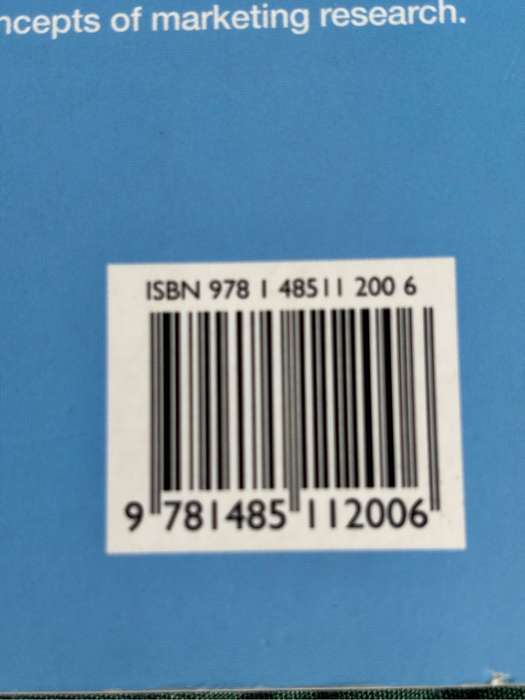 ncepts of marketing research.
ISBN 978 1 48511 200 6
9 781485 112006